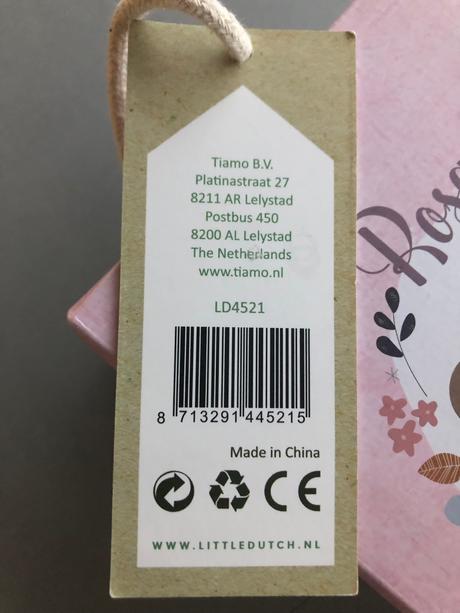 Tiamo B.V.
Platinastraat 27
8211 AR Lelystad
Postbus 450
8200 AL Lelystad
The Netherlands
www.tiamo.nl
LD4521
8 713291 445215
Made in China
CE
WWW.LITTLEDUTCH.NL
Rosa